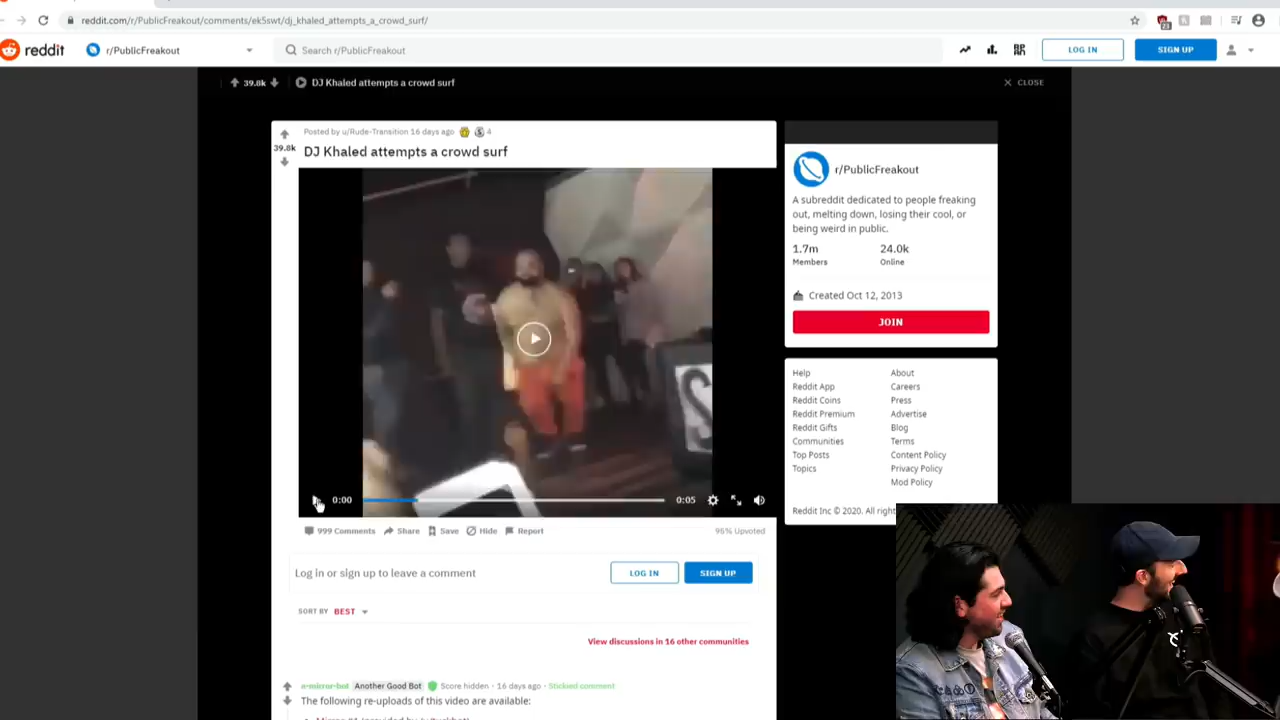 reddit.com/r/PublicFreakout/comments/ek5swt/dj_khaled_attempts_a_crowd_surf/
23
reddit
r/PublicFreakout
Search r/PublicFreakout
LOG IN
SIGN UP
39.8k
DJ Khaled attempts a crowd surf
CLOSE
Posted by u/Rude-Transition 16 days ago
4
39.8k
DJ Khaled attempts a crowd surf
0:00
0:05
999 Comments
Share
Save
Hide
Report
96% Upvoted
Log in or sign up to leave a comment
LOG IN
SIGN UP
SORT BY BEST
View discussions in 16 other communities
Another Good Bot
Score hidden · 16 days ago · Stickied comment
The following re-uploads of this video are available:
r/PublicFreakout
A subreddit dedicated to people freaking
out, melting down, losing their cool, or
being weird in public.
1.7m
24.0k
Members
Online
Created Oct 12, 2013
JOIN
Help
About
Reddit App
Careers
Reddit Coins
Press
Reddit Premium
Advertise
Reddit Gifts
Blog
Communities
Terms
Top Posts
Content Policy
Topics
Privacy Policy
Mod Policy
Reddit Inc © 2020. All